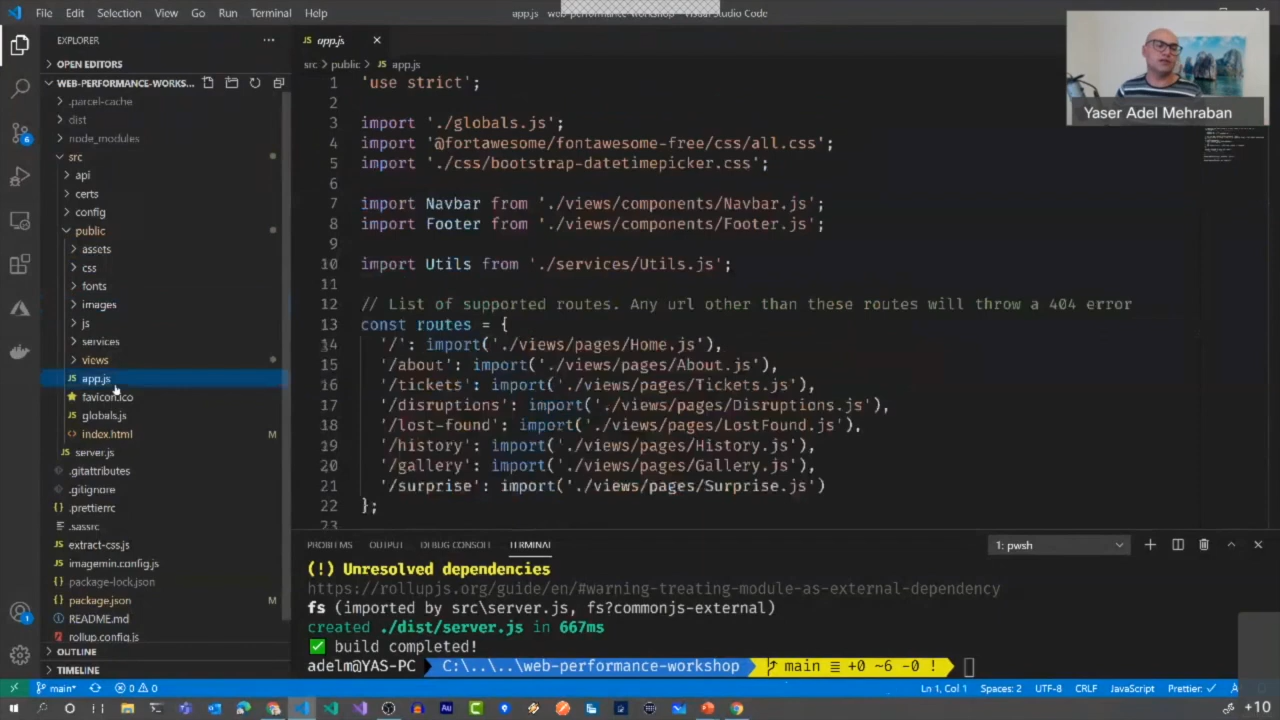 File Edit Selection View Go Run Terminal Help
app.js - web-performance-workshop - Visual Studio Code
EXPLORER
OPEN EDITORS
WEB-PERFORMANCE-WORKS...
.parcel-cache
dist
node_modules
src
api
certs
config
public
assets
css
fonts
images
js
services
views
JS app.js
favicon.ico
JS globals.js
<> index.html M
JS server.js
.gitattributes
.gitignore
{} .prettierrc
.sassrc
JS extract-css.js
JS imagemin.config.js
{} package-lock.json
{} package.json M
README.md
JS rollup.config.js
OUTLINE
TIMELINE
JS app.js
src > public > JS app.js
1 'use strict';
2
3 import './globals.js';
4 import '@fortawesome/fontawesome-free/css/all.css';
5 import './css/bootstrap-datetimepicker.css';
6
7 import Navbar from './views/components/Navbar.js';
8 import Footer from './views/components/Footer.js';
9
10 import Utils from './services/Utils.js';
11
12 // List of supported routes. Any url other than these routes will throw a 404 error
13 const routes = {
14 '/': import('./views/pages/Home.js'),
15 '/about': import('./views/pages/About.js'),
16 '/tickets': import('./views/pages/Tickets.js'),
17 '/disruptions': import('./views/pages/Disruptions.js'),
18 '/lost-found': import('./views/pages/LostFound.js'),
19 '/history': import('./views/pages/History.js'),
20 '/gallery': import('./views/pages/Gallery.js'),
21 '/surprise': import('./views/pages/Surprise.js')
22 };
23
Yaser Adel Mehraban
PROBLEMS OUTPUT DEBUG CONSOLE TERMINAL
1: pwsh
(!) Unresolved dependencies
https://rollupjs.org/guide/en/#warning-treating-module-as-external-dependency
fs (imported by src\server.js, fs?commonjs-external)
created ./dist/server.js in 667ms
✅ build completed!
adelm@YAS-PC C:\..\..\web-performance-workshop main ≡ +0 ~6 -0 !
main* 0 0 Ln 1, Col 1 Spaces: 2 UTF-8 CRLF JavaScript Prettier: ✓
+10